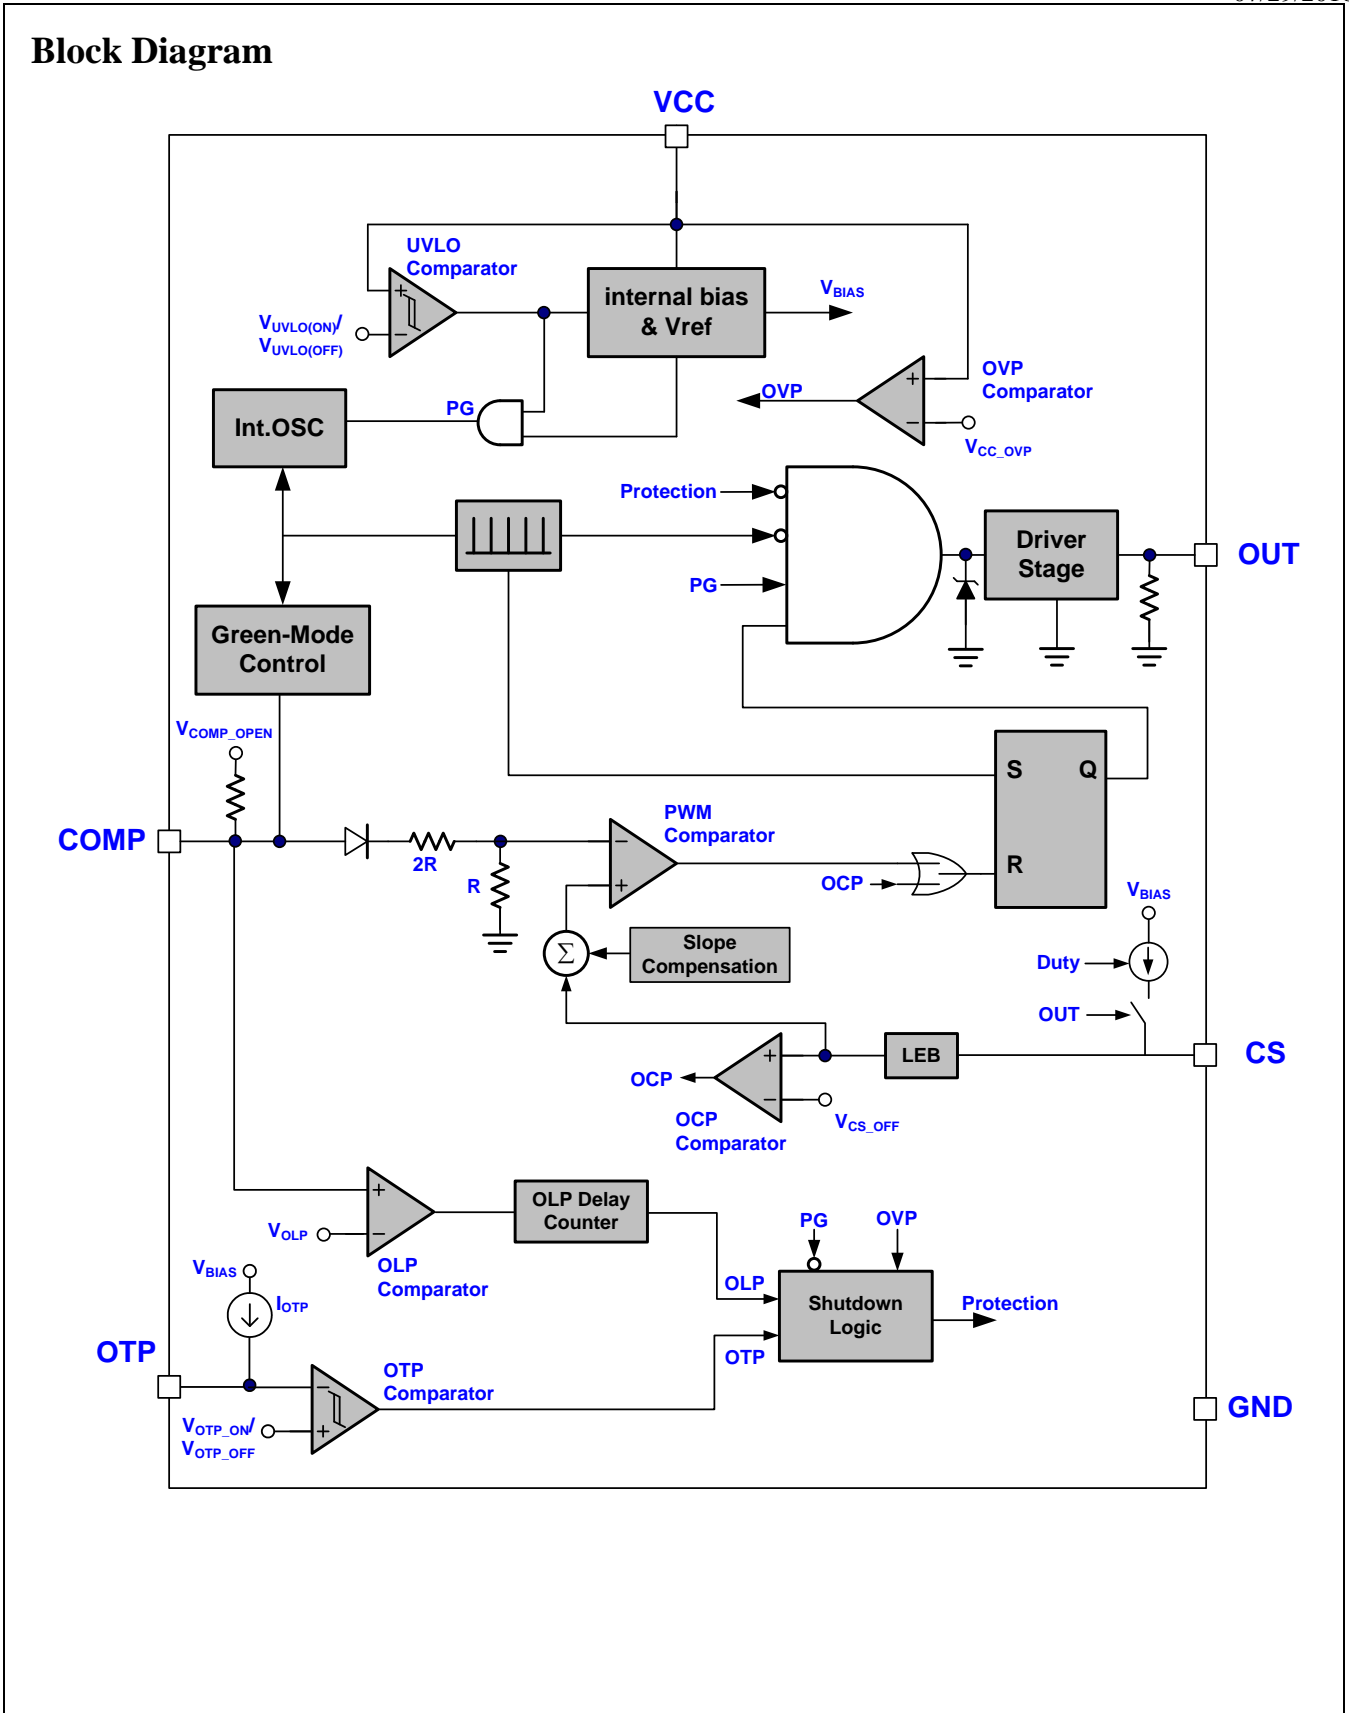 Block Diagram
VCC
UVLO
Comparator
VUVLO(ON)/
VUVLO(OFF)
+
−
internal bias
& Vref
VBIAS
OVP
+
−
OVP
Comparator
VCC_OVP
PG
Int.OSC
Protection
PG
Driver
Stage
OUT
Green-Mode
Control
VCOMP_OPEN
S
Q
R
COMP
2R
R
PWM
Comparator
−
+
OCP
Σ
Slope
Compensation
VBIAS
Duty
OUT
LEB
CS
OCP
+
−
OCP
Comparator
VCS_OFF
+
−
VOLP
OLP
Comparator
OLP Delay
Counter
PG
OVP
OLP
OTP
Shutdown
Logic
Protection
VBIAS
IOTP
OTP
−
+
OTP
Comparator
VOTP_ON/
VOTP_OFF
GND